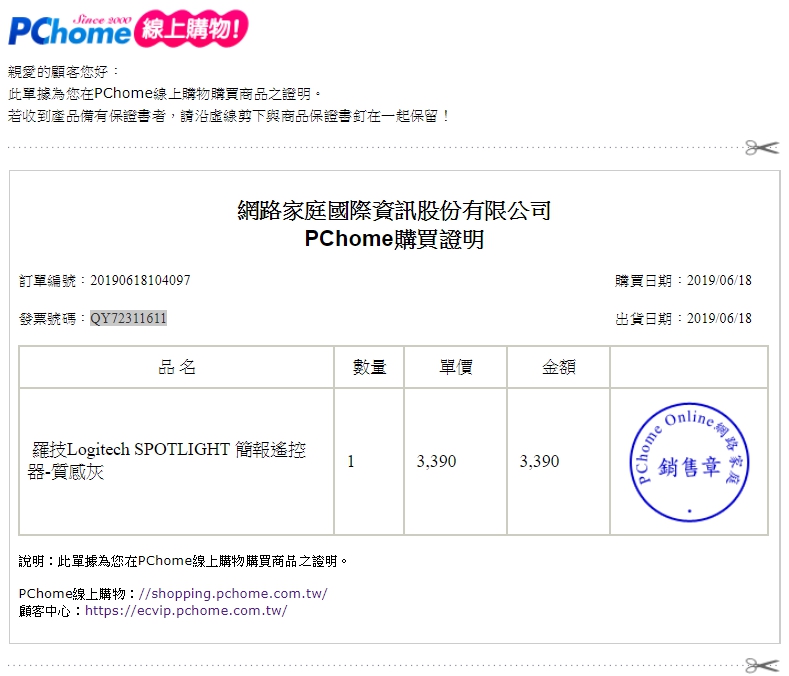 Since 2000
PChome 線上購物!
親愛的顧客您好：
此單據為您在PChome線上購物購買商品之證明。
若收到產品備有保證書者，請沿虛線剪下與商品保證書釘在一起保留！
網路家庭國際資訊股份有限公司
PChome購買證明
訂單編號：20190618104097
購買日期：2019/06/18
發票號碼：QY72311611
出貨日期：2019/06/18
品 名 數量 單價 金額
羅技Logitech SPOTLIGHT 簡報遙控
器-質感灰
1 3,390 3,390
PChome Online網路家庭
銷售章
說明：此單據為您在PChome線上購物購買商品之證明。
PChome線上購物：//shopping.pchome.com.tw/
顧客中心：https://ecvip.pchome.com.tw/